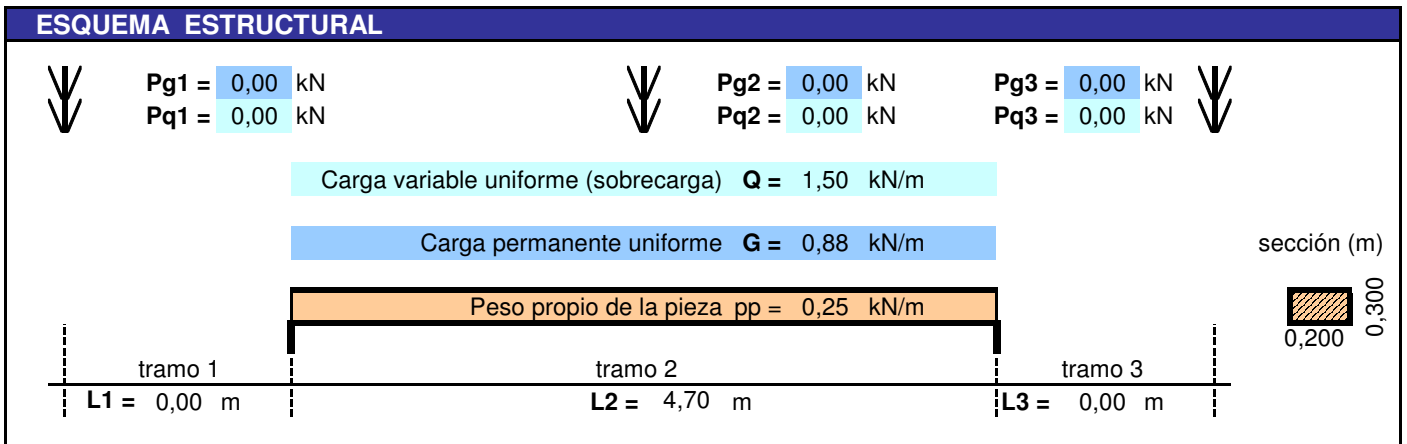 ESQUEMA ESTRUCTURAL
Pg1 = 0,00 kN Pg2 = 0,00 kN Pg3 = 0,00 kN
Pq1 = 0,00 kN Pq2 = 0,00 kN Pq3 = 0,00 kN
Carga variable uniforme (sobrecarga) Q = 1,50 kN/m
Carga permanente uniforme G = 0,88 kN/m sección (m)
Peso propio de la pieza pp = 0,25 kN/m
0,300
0,200
tramo 1 tramo 2 tramo 3
L1 = 0,00 m L2 = 4,70 m L3 = 0,00 m